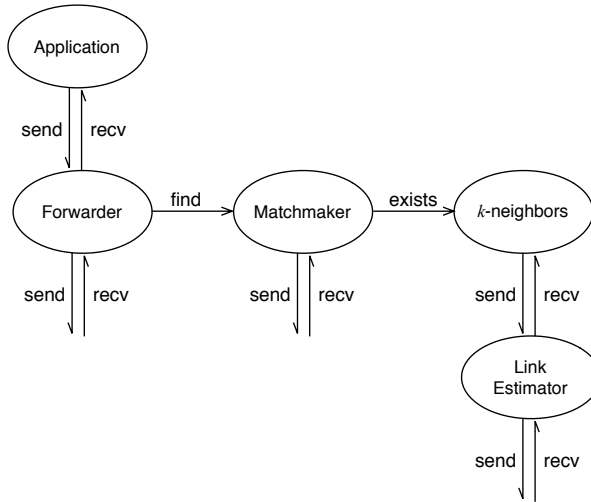 Application
send recv
Forwarder find Matchmaker exists k-neighbors
send recv send recv send recv
Link
Estimator
send recv